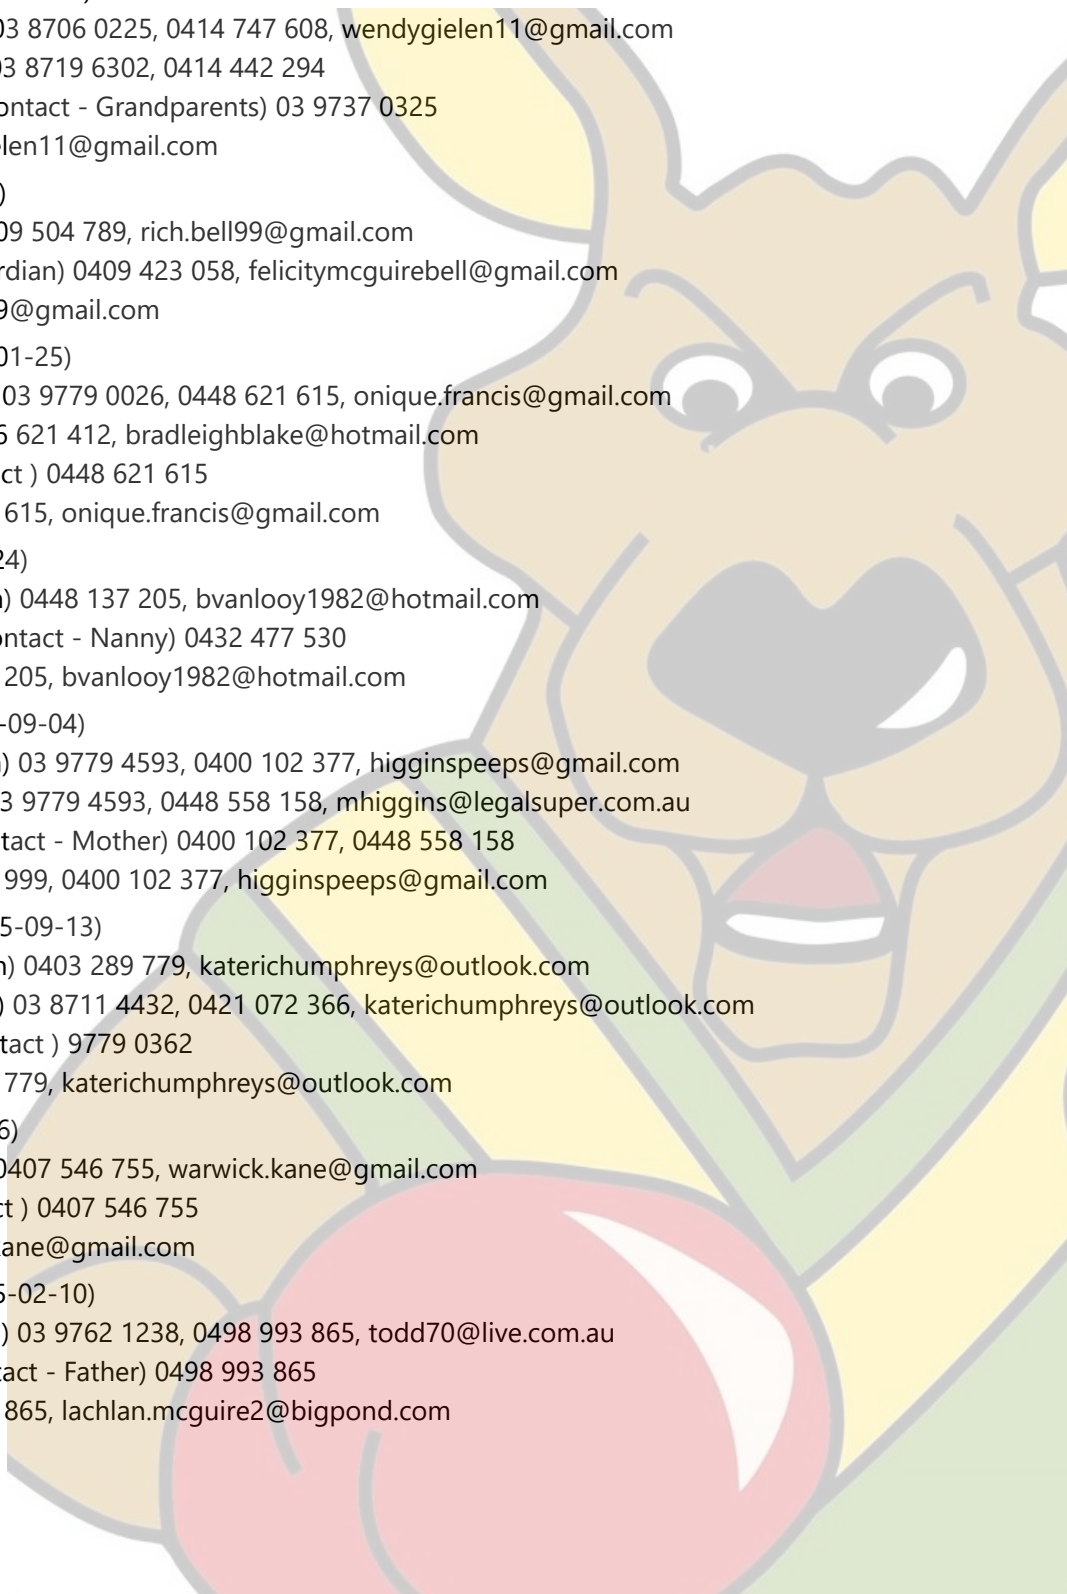 03 8706 0225, 0414 747 608, wendygielen11@gmail.com
03 8719 6302, 0414 442 294
ontact - Grandparents) 03 9737 0325
elen11@gmail.com
)
09 504 789, rich.bell99@gmail.com
rdian) 0409 423 058, felicitymcguirebell@gmail.com
9@gmail.com
01-25)
03 9779 0026, 0448 621 615, onique.francis@gmail.com
6 621 412, bradleighblake@hotmail.com
ct ) 0448 621 615
615, onique.francis@gmail.com
24)
n) 0448 137 205, bvanlooy1982@hotmail.com
ontact - Nanny) 0432 477 530
205, bvanlooy1982@hotmail.com
-09-04)
n) 03 9779 4593, 0400 102 377, higginspeeps@gmail.com
3 9779 4593, 0448 558 158, mhiggins@legalsuper.com.au
tact - Mother) 0400 102 377, 0448 558 158
999, 0400 102 377, higginspeeps@gmail.com
5-09-13)
n) 0403 289 779, katerichumphreys@outlook.com
) 03 8711 4432, 0421 072 366, katerichumphreys@outlook.com
tact ) 9779 0362
779, katerichumphreys@outlook.com
6)
0407 546 755, warwick.kane@gmail.com
ct ) 0407 546 755
kane@gmail.com
5-02-10)
) 03 9762 1238, 0498 993 865, todd70@live.com.au
tact - Father) 0498 993 865
865, lachlan.mcguire2@bigpond.com